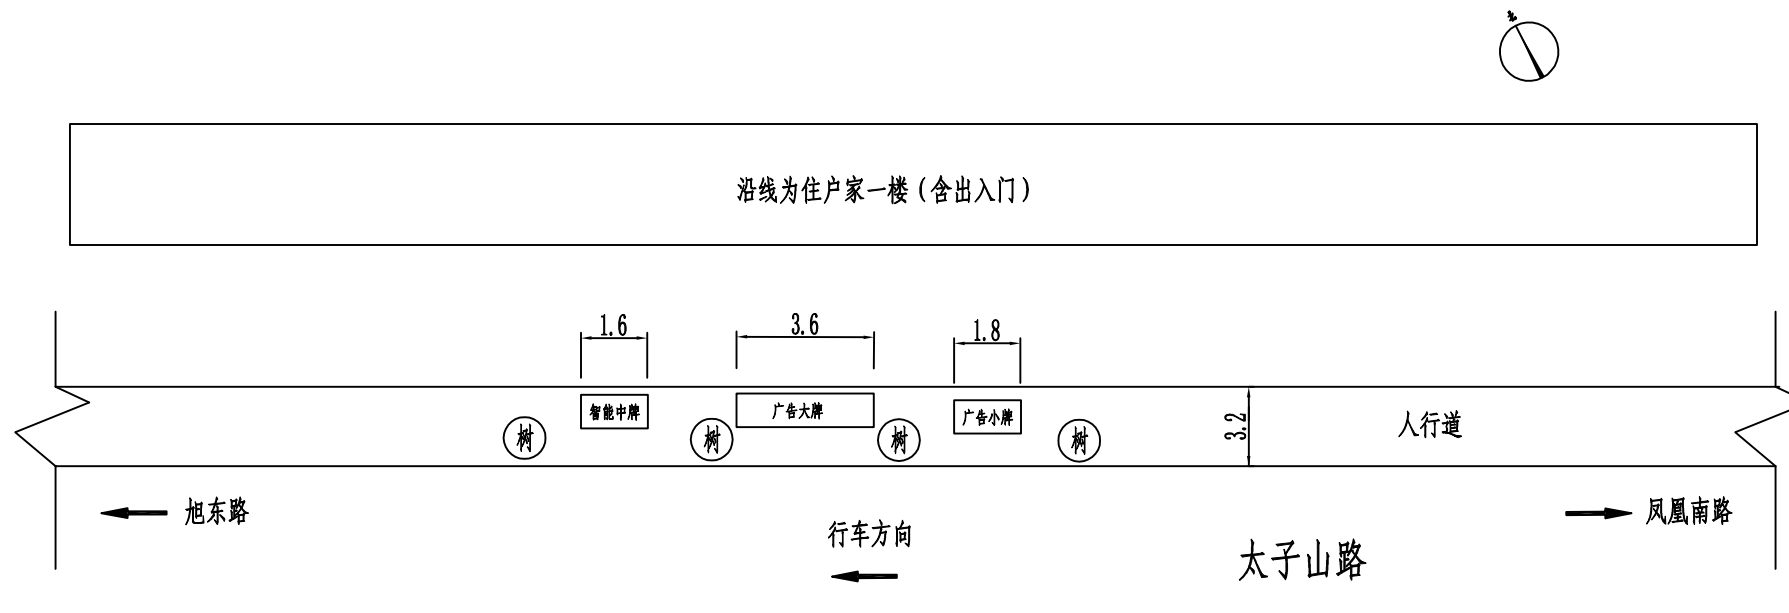 北
沿线为住户家一楼（含出入门）
1.6
3.6
1.8
智能中牌
广告大牌
广告小牌
树
树
树
树
3.2
人行道
旭东路
凤凰南路
行车方向
太子山路